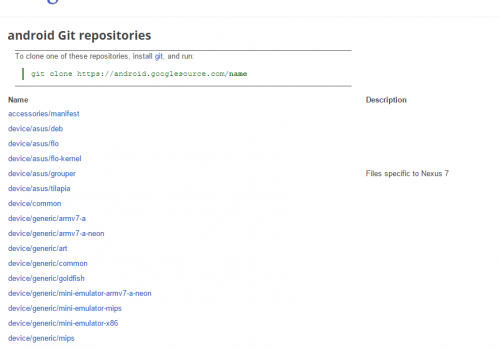 android Git repositories
To clone one of these repositories, install git, and run:
git clone https://android.googlesource.com/name
Name Description
accessories/manifest
device/asus/deb
device/asus/flo
device/asus/flo-kernel
device/asus/grouper Files specific to Nexus 7
device/asus/tilapia
device/common
device/generic/armv7-a
device/generic/armv7-a-neon
device/generic/art
device/generic/common
device/generic/goldfish
device/generic/mini-emulator-armv7-a-neon
device/generic/mini-emulator-mips
device/generic/mini-emulator-x86
device/generic/mips